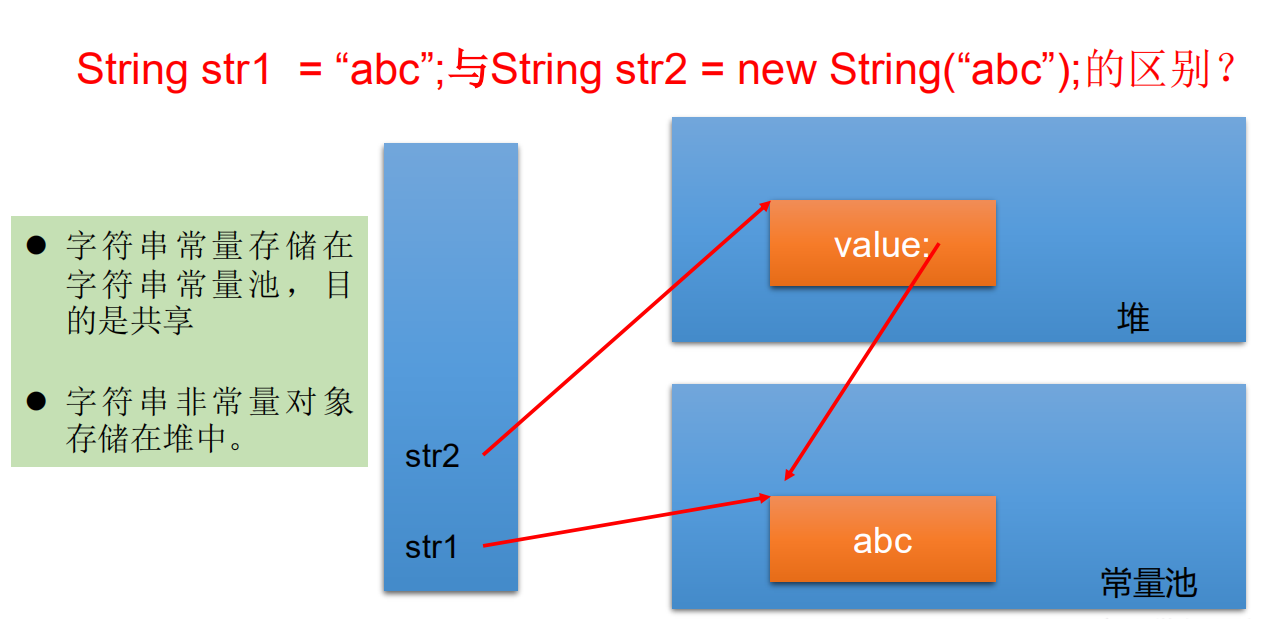 String str1  = “abc”;与String str2 = new String(“abc”);的区别？
● 字符串常量存储在
字符串常量池，目
的是共享
● 字符串非常量对象
存储在堆中。
str2
str1
value:
堆
abc
常量池